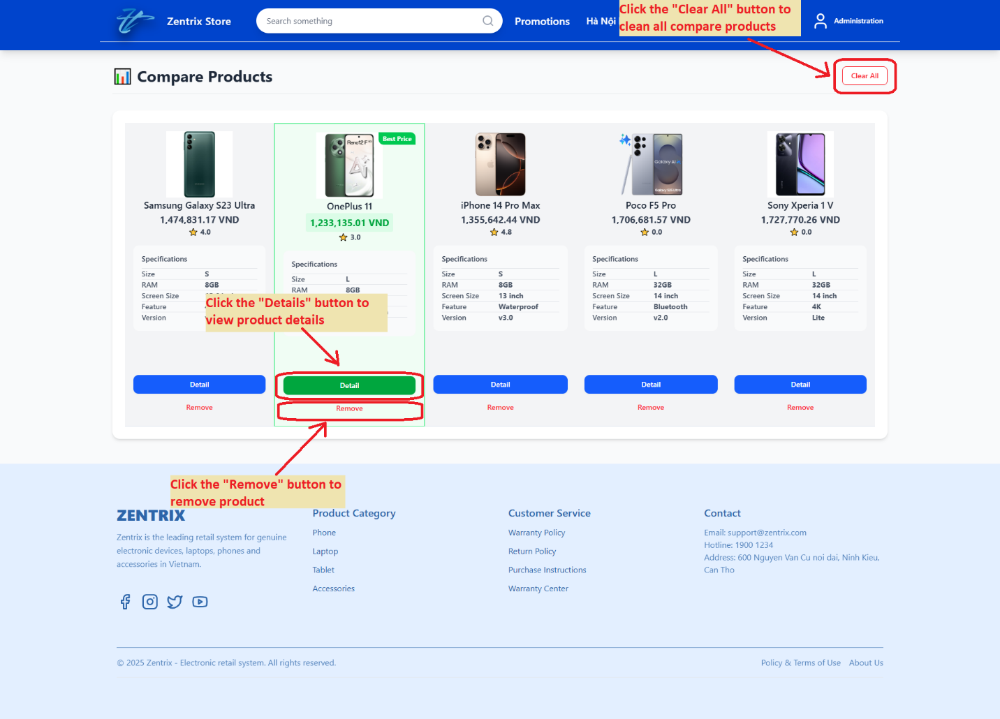 Zentrix Store
Search something
Promotions
Hà Nội
Click the "Clear All" button to
clean all compare products
Administration
Compare Products
Clear All
Best Price
Reno12 F 5G
Ai
Galaxy AI
Galaxy S25 Ultra
Samsung Galaxy S23 Ultra
1,474,831.17 VND
4.0
Specifications
Size S
RAM 8GB
Screen Size
Feature
Version
OnePlus 11
1,233,135.01 VND
3.0
Specifications
Size L
RAM 8GB
iPhone 14 Pro Max
1,355,642.44 VND
4.8
Specifications
Size S
RAM 8GB
Screen Size 13 inch
Feature Waterproof
Version v3.0
Poco F5 Pro
1,706,681.57 VND
0.0
Specifications
Size L
RAM 32GB
Screen Size 14 inch
Feature Bluetooth
Version v2.0
Sony Xperia 1 V
1,727,770.26 VND
0.0
Specifications
Size L
RAM 32GB
Screen Size 14 inch
Feature 4K
Version Lite
Click the "Details" button to
view product details
Detail
Detail
Detail
Detail
Detail
Remove
Remove
Remove
Remove
Remove
Click the "Remove" button to
remove product
ZENTRIX
Zentrix is the leading retail system for genuine
electronic devices, laptops, phones and
accessories in Vietnam.
Product Category
Phone
Laptop
Tablet
Accessories
Customer Service
Warranty Policy
Return Policy
Purchase Instructions
Warranty Center
Contact
Email: support@zentrix.com
Hotline: 1900 1234
Address: 600 Nguyen Van Cu noi dai, Ninh Kieu,
Can Tho
© 2025 Zentrix - Electronic retail system. All rights reserved.
Policy & Terms of Use
About Us